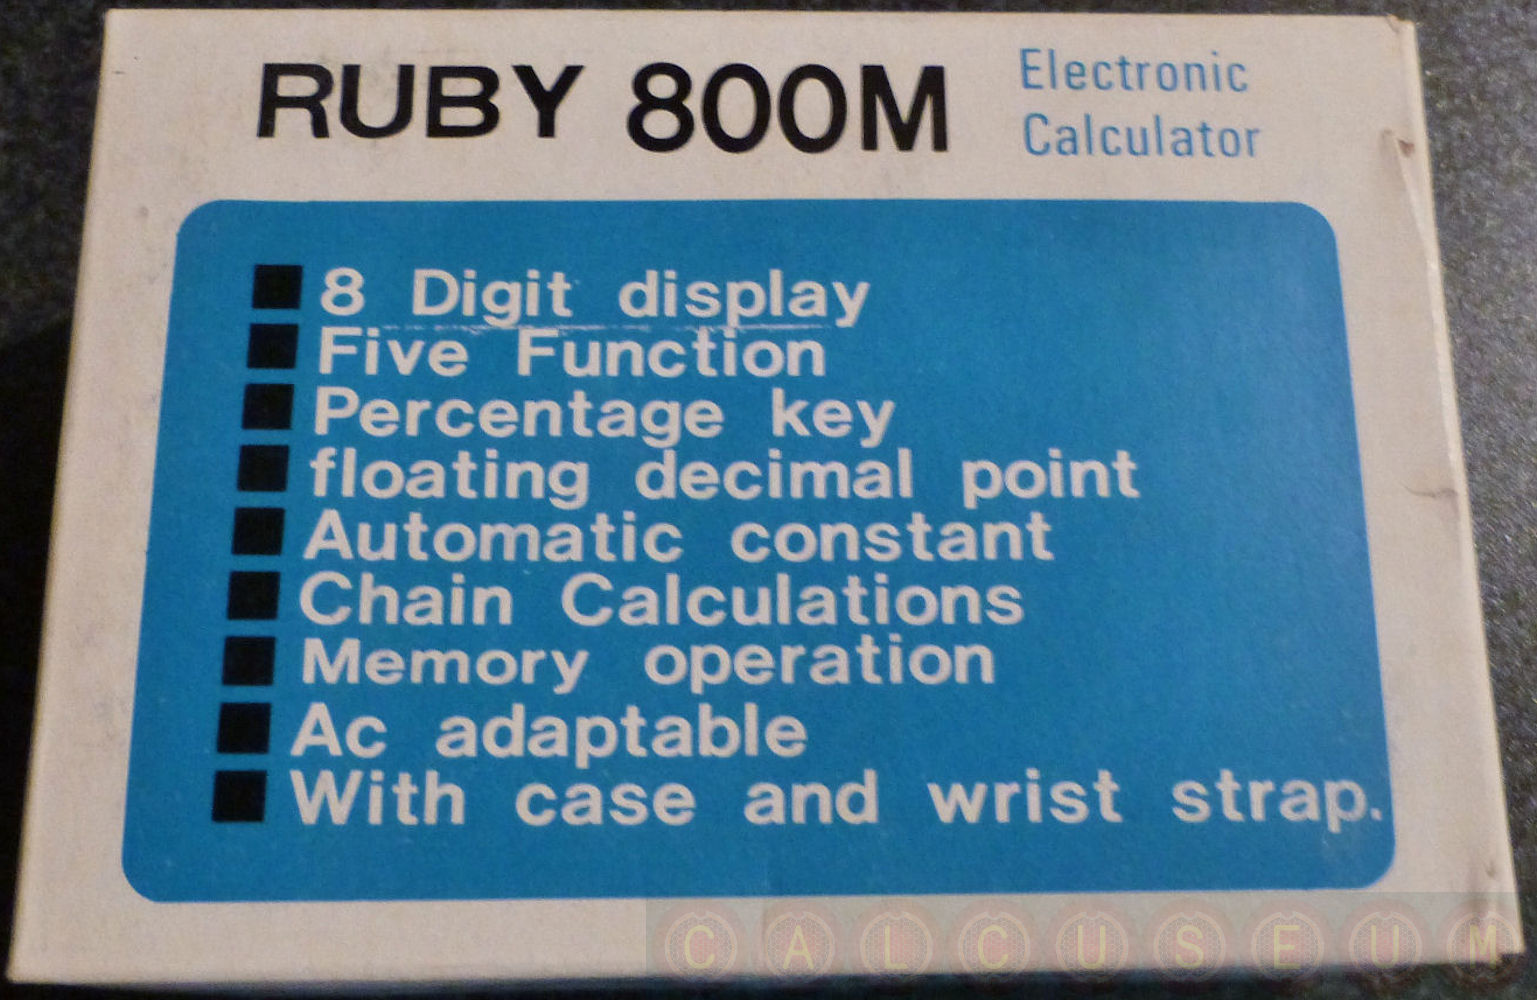 RUBY 800M Electronic
Calculator
8 Digit display
Five Function
Percentage key
floating decimal point
Automatic constant
Chain Calculations
Memory operation
Ac adaptable
With case and wrist strap.
CALCUSEUM